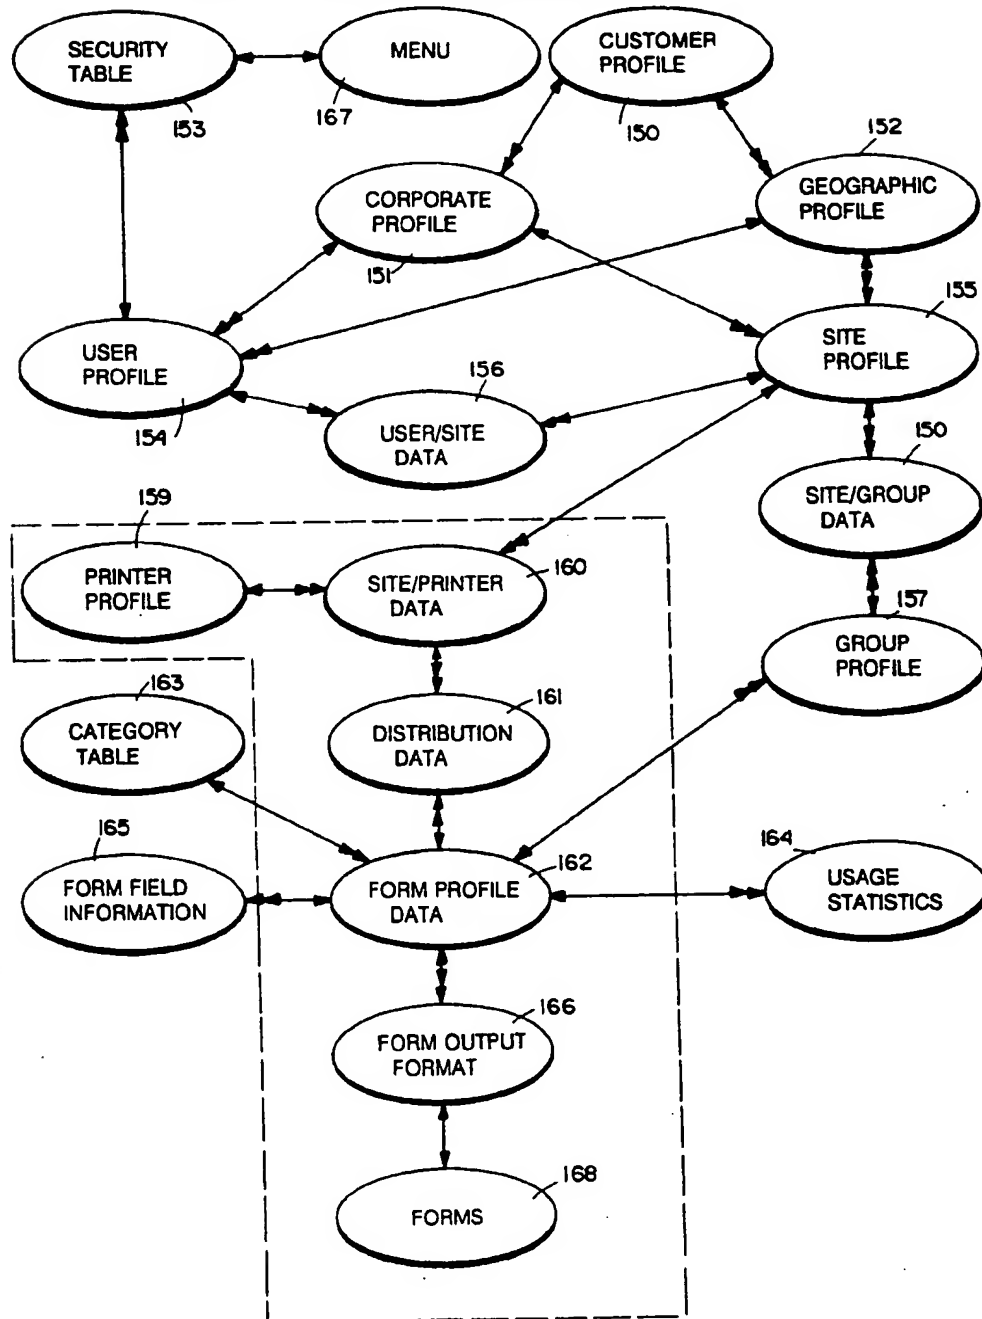 SECURITY
TABLE
153
MENU
167
CUSTOMER
PROFILE
150
152
GEOGRAPHIC
PROFILE
CORPORATE
PROFILE
151
155
SITE
PROFILE
USER
PROFILE
154
156
USER/SITE
DATA
150
SITE/GROUP
DATA
159
PRINTER
PROFILE
SITE/PRINTER
DATA
160
157
GROUP
PROFILE
163
CATEGORY
TABLE
161
DISTRIBUTION
DATA
165
FORM FIELD
INFORMATION
162
FORM PROFILE
DATA
164
USAGE
STATISTICS
166
FORM OUTPUT
FORMAT
168
FORMS